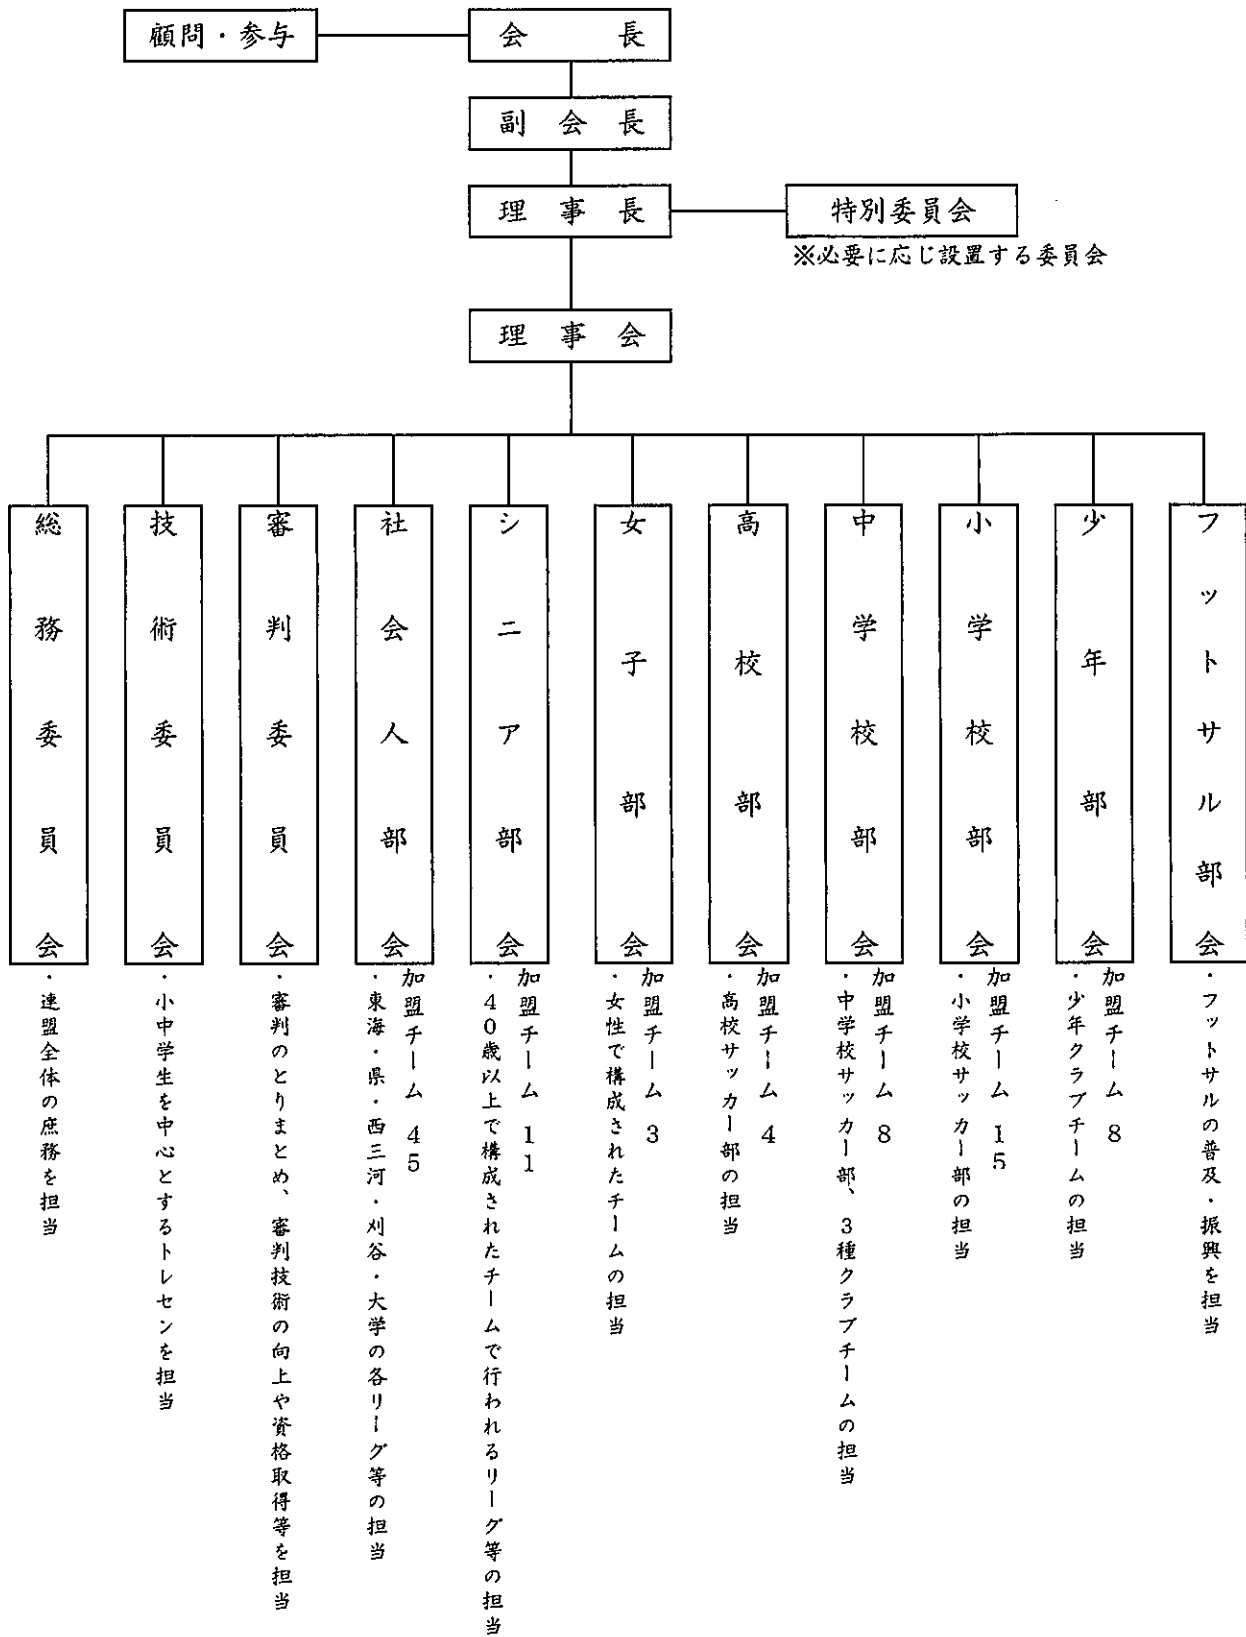 顧問・参与
会長
副会長
理事長
特別委員会
※必要に応じ設置する委員会
理事会
総務委員会
・連盟全体の庶務を担当
技術委員会
・小中学生を中心とするトレセンを担当
審判委員会
・審判のとりまとめ、審判技術の向上や資格取得等を担当
社会人部会
加盟チーム 45
・東海・県・西三河・刈谷・大学の各リーグ等の担当
シニア部会
加盟チーム 11
・40歳以上で構成されたチームで行われるリーグ等の担当
女子部会
加盟チーム 3
・女性で構成されたチームの担当
高校部会
加盟チーム 4
・高校サッカー部の担当
中学校部会
加盟チーム 8
・中学校サッカー部、3種クラブチームの担当
小学校部会
加盟チーム 15
・小学校サッカー部の担当
少年部会
加盟チーム 8
・少年クラブチームの担当
フットサル部会
・フットサルの普及・振興を担当